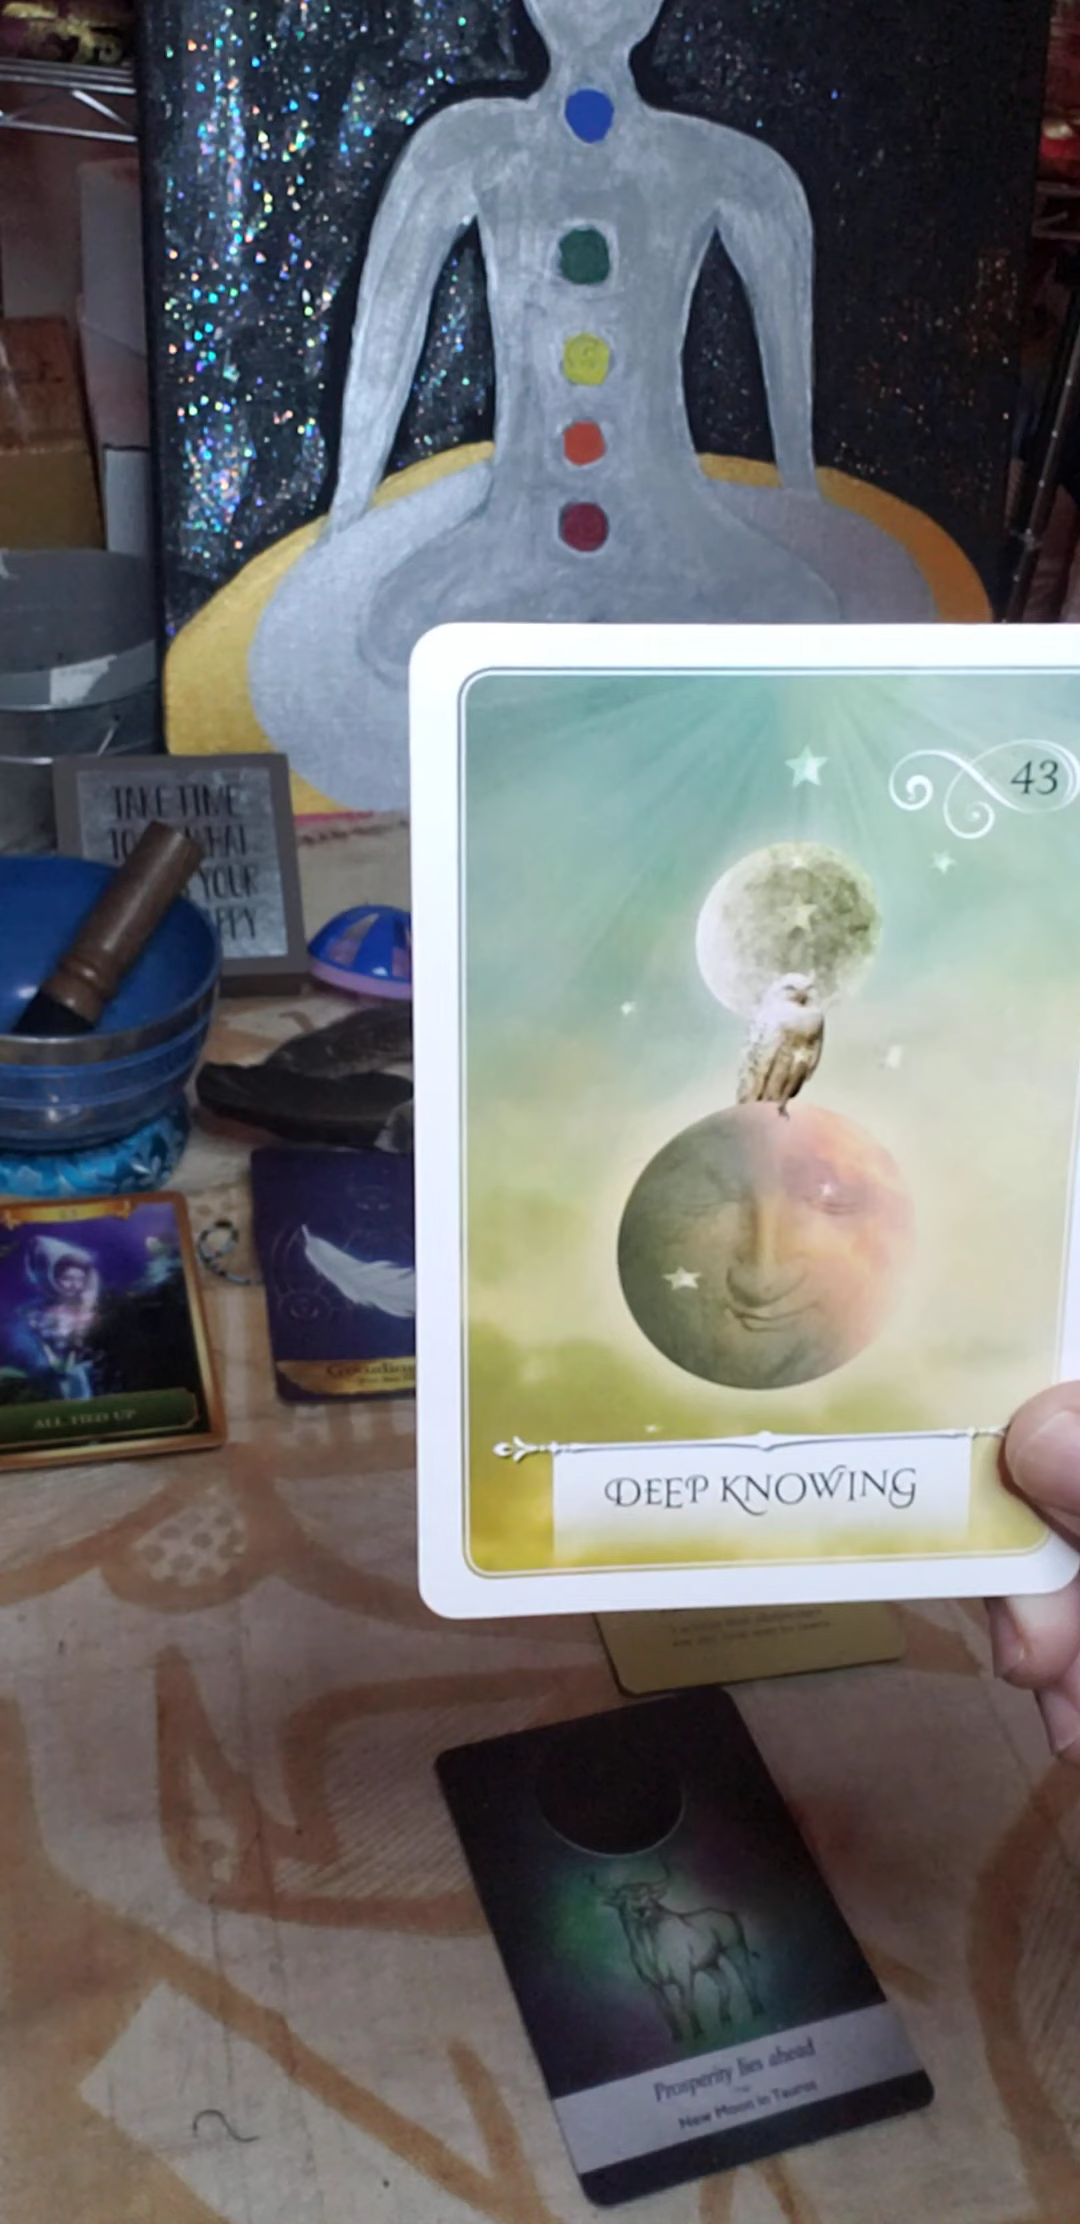 43
TAKE TIME
TO WHAT
YOUR
PPY
DEEP KNOWING
ALL TIED UP
Prosperity lies ahead
New Moon in Taurus